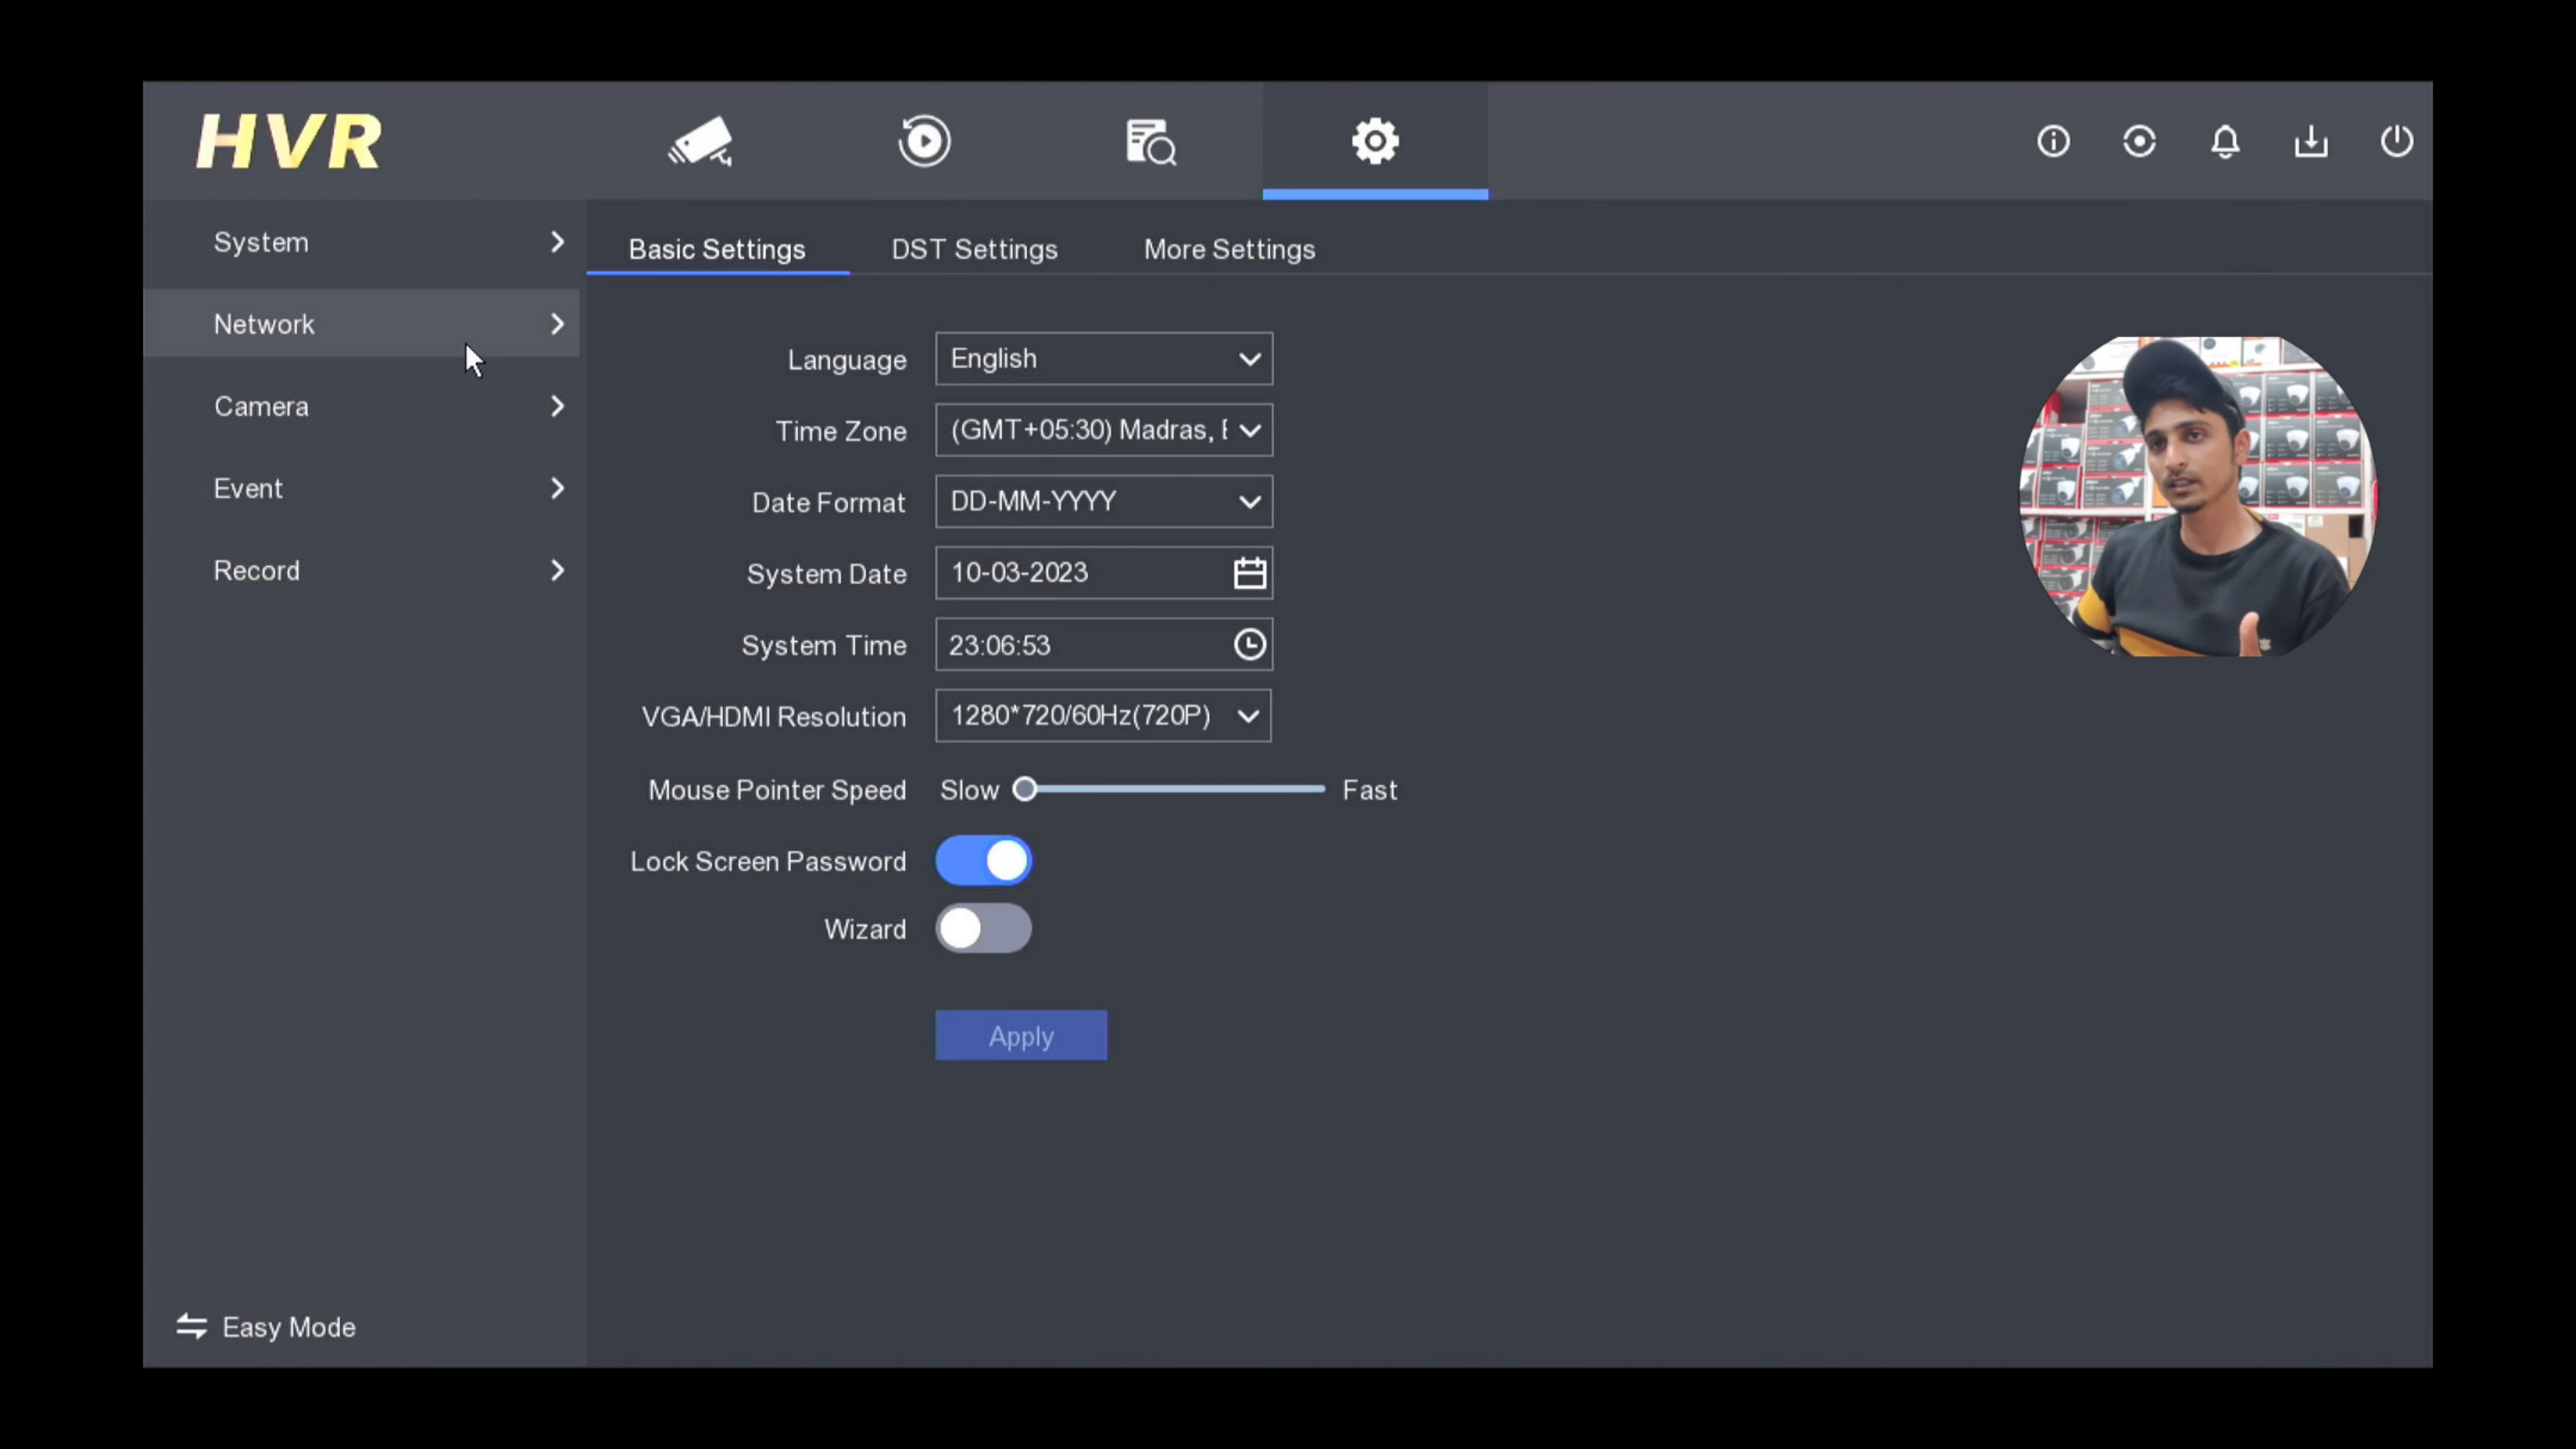 HVR
System
Network
Camera
Event
Record
Easy Mode
Basic Settings DST Settings More Settings
Language English
Time Zone (GMT+05:30) Madras,
Date Format DD-MM-YYYY
System Date 10-03-2023
System Time 23:06:53
VGA/HDMI Resolution 1280*720/60Hz(720P)
Mouse Pointer Speed Slow Fast
Lock Screen Password
Wizard
Apply